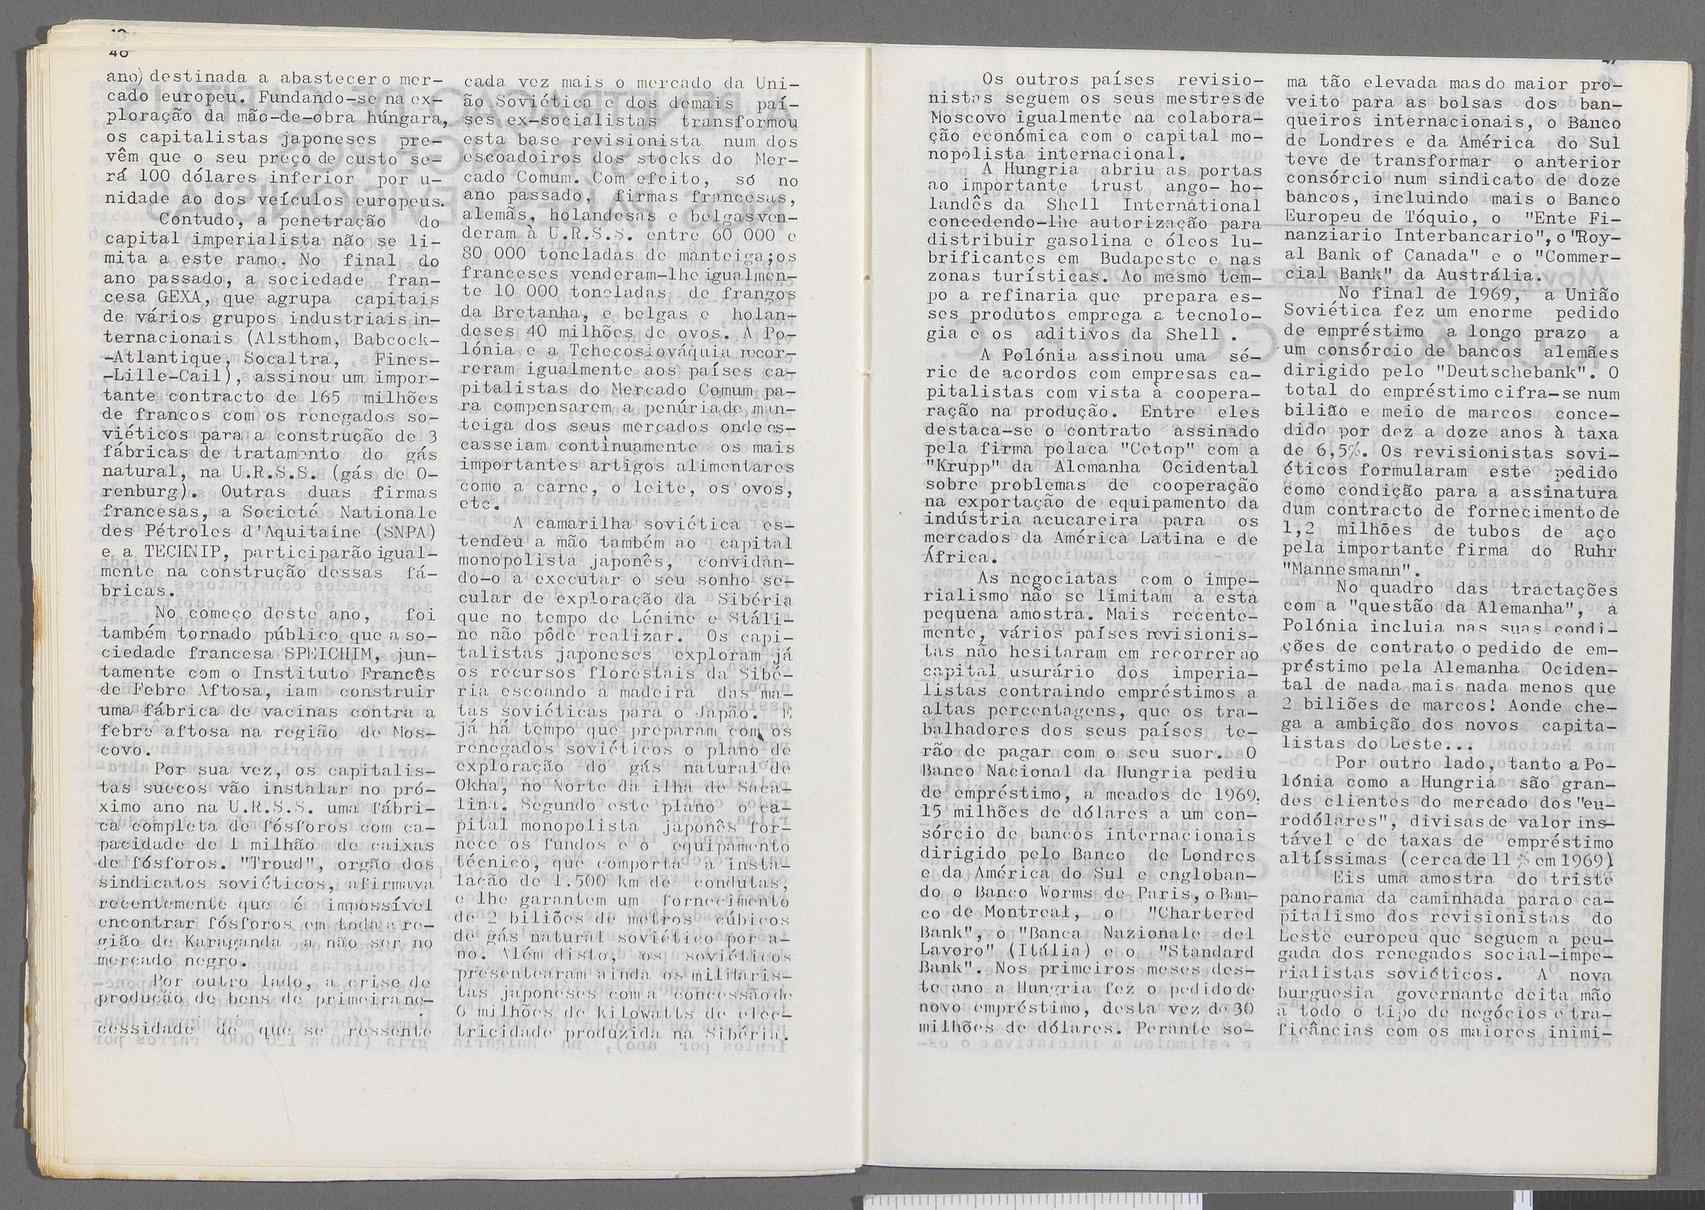 46
ano) destinada a abastecer o mer-
cado europeu. Fundando-se na ex-
ploração da mão-de-obra húngara,
os capitalistas japoneses pre-
vêm que o seu preço de custo se-
rá 100 dólares inferior por u-
nidade ao dos veículos europeus.
Contudo, a penetração do
capital imperialista não se li-
mita a este ramo. No final do
ano passado, a sociedade fran-
cesa GEXA, que agrupa capitais
de vários grupos industriais in-
ternacionais (Alsthom, Babcock-
-Atlantique, Socaltra, Fines-
-Lille-Cail), assinou um impor-
tante contracto de 165 milhões
de francos com os renegados so-
viéticos para a construção de 3
fábricas de tratamento do gás
natural, na U.R.S.S. (gás de O-
renburg). Outras duas firmas
francesas, a Societé Nationale
des Pétroles d'Aquitaine (SNPA)
e a TECHNIP, participarão igual-
mente na construção dessas fá-
bricas.
No começo deste ano, foi
também tornado público que a so-
ciedade francesa SPEICHIM, jun-
tamente com o Instituto Francês
de Febre Aftosa, iam construir
uma fábrica de vacinas contra a
febre aftosa na região de Mos-
covo.
Por sua vez, os capitalis-
tas suecos vão instalar no pró-
ximo ano na U.R.S.S. uma fábri-
ca completa de fósforos com ca-
pacidade de 1 milhão de caixas
de fósforos. "Troud", orgão dos
sindicatos soviéticos, afirmava
recentemente que é impossível
encontrar fósforos em toda a re-
gião de Karaganda a não ser no
mercado negro.
Por outro lado, a crise de
produção de bens de primeira ne-
cessidade de que se ressente
cada vez mais o mercado da Uni-
ão Soviética e dos demais paí-
ses ex-socialistas transformou
esta base revisionista num dos
escoadoiros dos stocks do Mer-
cado Comum. Com efeito, só no
ano passado, firmas francesas,
alemãs, holandesas e belgas ven-
deram à U.R.S.S. entre 60 000 e
80 000 toneladas de manteiga; os
franceses venderam-lhe igualmen-
te 10 000 toneladas de frangos
da Bretanha, e belgas e holan-
deses 40 milhões de ovos. A Po-
lónia e a Tchecoslováquia recor-
reram igualmente aos países ca-
pitalistas do Mercado Comum pa-
ra compensarem a penúria de man-
teiga dos seus mercados onde es-
casseiam contìnuamente os mais
importantes artigos alimentares
como a carne, o leite, os ovos,
etc.
A camarilha soviética es-
tendeu a mão também ao capital
monopolista japonês, convidan-
do-o a executar o seu sonho se-
cular de exploração da Sibéria
que no tempo de Lénine e Stáli-
ne não pôde realizar. Os capi-
talistas japoneses exploram já
os recursos florestais da Sibé-
ria escoando a madeira das ma-
tas soviéticas para o Japão. E
já há tempo que preparam com os
renegados soviéticos o plano de
exploração do gás natural de
Okha, no Norte da ilha de Saca-
lina. Segundo este plano o ca-
pital monopolista japonês for-
nece os fundos e o equipamento
técnico, que comporta a insta-
lação de 1.500 km de condutas,
e lhe garantem um fornecimento
de 2 biliões de metros cúbicos
de gás natural soviético por a-
no. Além disto, os soviéticos
presentearam ainda os militaris-
tas japoneses com a concessão de
6 milhões de kilowatts de elec-
tricidade produzida na Sibéria.
47
Os outros países revisio-
nistas seguem os seus mestres de
Moscovo igualmente na colabora-
ção económica com o capital mo-
nopolista internacional.
A Hungria abriu as portas
ao importante trust ango-ho-
landês da Shell Internátional
concedendo-lhe autorização para
distribuir gasolina e óleos lu-
brificantes em Budapeste e nas
zonas turísticas. Ao mesmo tem-
po a refinaria que prepara es-
ses produtos emprega a tecnolo-
gia e os aditivos da Shell .
A Polónia assinou uma sé-
rie de acordos com empresas ca-
pitalistas com vista à coopera-
ração na produção. Entre eles
destaca-se o contrato assinado
pela firma polaca "Cetop" com a
"Krupp" da Alemanha Ocidental
sobre problemas de cooperação
na exportação de equipamento da
indústria acucareira para os
mercados da América Latina e de
África.
As negociatas com o impe-
rialismo não se limitam a esta
pequena amostra. Mais recente-
mente, vários países revisionis-
tas não hesitaram em recorrer ao
capital usurário dos imperia-
listas contraindo empréstimos a
altas percentagens, que os tra-
balhadores dos seus países te-
rão de pagar com o seu suor. O
Banco Nacional da Hungria pediu
de empréstimo, a meados de 1969,
15 milhões de dólares a um con-
sórcio de bancos internacionais
dirigido pelo Banco de Londres
e da América do Sul e engloban-
do o Banco Worms de Paris, o Ban-
co de Montreal, o "Chartered
Bank", o "Banca Nazionale del
Lavoro" (Itália) e o "Standard
Bank". Nos primeiros meses des-
te ano a Hungria fez o pedido de
novo empréstimo, desta vez de 30
milhões de dólares. Perante so-
ma tão elevada mas do maior pro-
veito para as bolsas dos ban-
queiros internacionais, o Banco
de Londres e da América do Sul
teve de transformar o anterior
consórcio num sindicato de doze
bancos, incluindo mais o Banco
Europeu de Tóquio, o "Ente Fi-
nanziario Interbancario", o "Roy-
al Bank of Canada" e o "Commer-
cial Bank" da Austrália.
No final de 1969, a União
Soviética fez um enorme pedido
de empréstimo a longo prazo a
um consórcio de bancos alemães
dirigido pelo "Deutschebank". O
total do empréstimo cifra-se num
bilião e meio de marcos conce-
dido por dez a doze anos à taxa
de 6,5%. Os revisionistas sovi-
éticos formularam este pedido
como condição para a assinatura
dum contracto de fornecimento de
1,2 milhões de tubos de aço
pela importante firma do Ruhr
"Mannesmann".
No quadro das tractações
com a "questão da Alemanha", a
Polónia incluia nas suas condi-
ções de contrato o pedido de em-
préstimo pela Alemanha Ociden-
tal de nada mais nada menos que
2 biliões de marcos! Aonde che-
ga a ambição dos novos capita-
listas do Leste...
Por outro lado, tanto a Po-
lónia como a Hungria são gran-
des clientes do mercado dos "eu-
rodólares", divisas de valor ins-
tável e de taxas de empréstimo
altíssimas (cerca de 11 % em 1969)
Eis uma amostra do triste
panorama da caminhada para o ca-
pitalismo dos revisionistas do
Leste europeu que seguem a peu-
gada dos renegados social-impe-
rialistas soviéticos. A nova
burguesia governante deita mão
a todo o tipo de negócios e tra-
ficâncias com os maiores inimi-